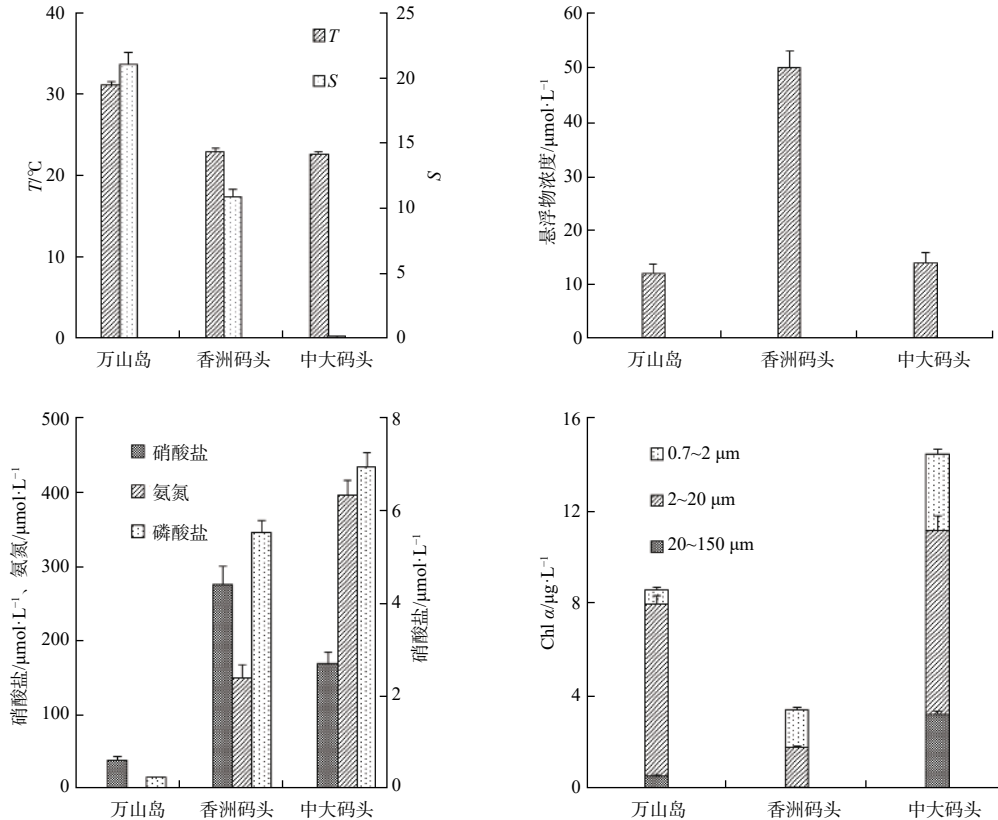 40
30
20
10
0
T/℃
25
20
15
10
5
0
S
T
S
万山岛 香洲码头 中大码头
60
50
40
30
20
10
0
悬浮物浓度/μmol·L⁻¹
万山岛 香洲码头 中大码头
500
400
300
200
100
0
硝酸盐/μmol·L⁻¹、氨氮/μmol·L⁻¹
8
6
4
2
0
硝酸盐/μmol·L⁻¹
硝酸盐
氨氮
磷酸盐
万山岛 香洲码头 中大码头
16
12
8
4
0
Chl α/μg·L⁻¹
0.7~2 μm
2~20 μm
20~150 μm
万山岛 香洲码头 中大码头